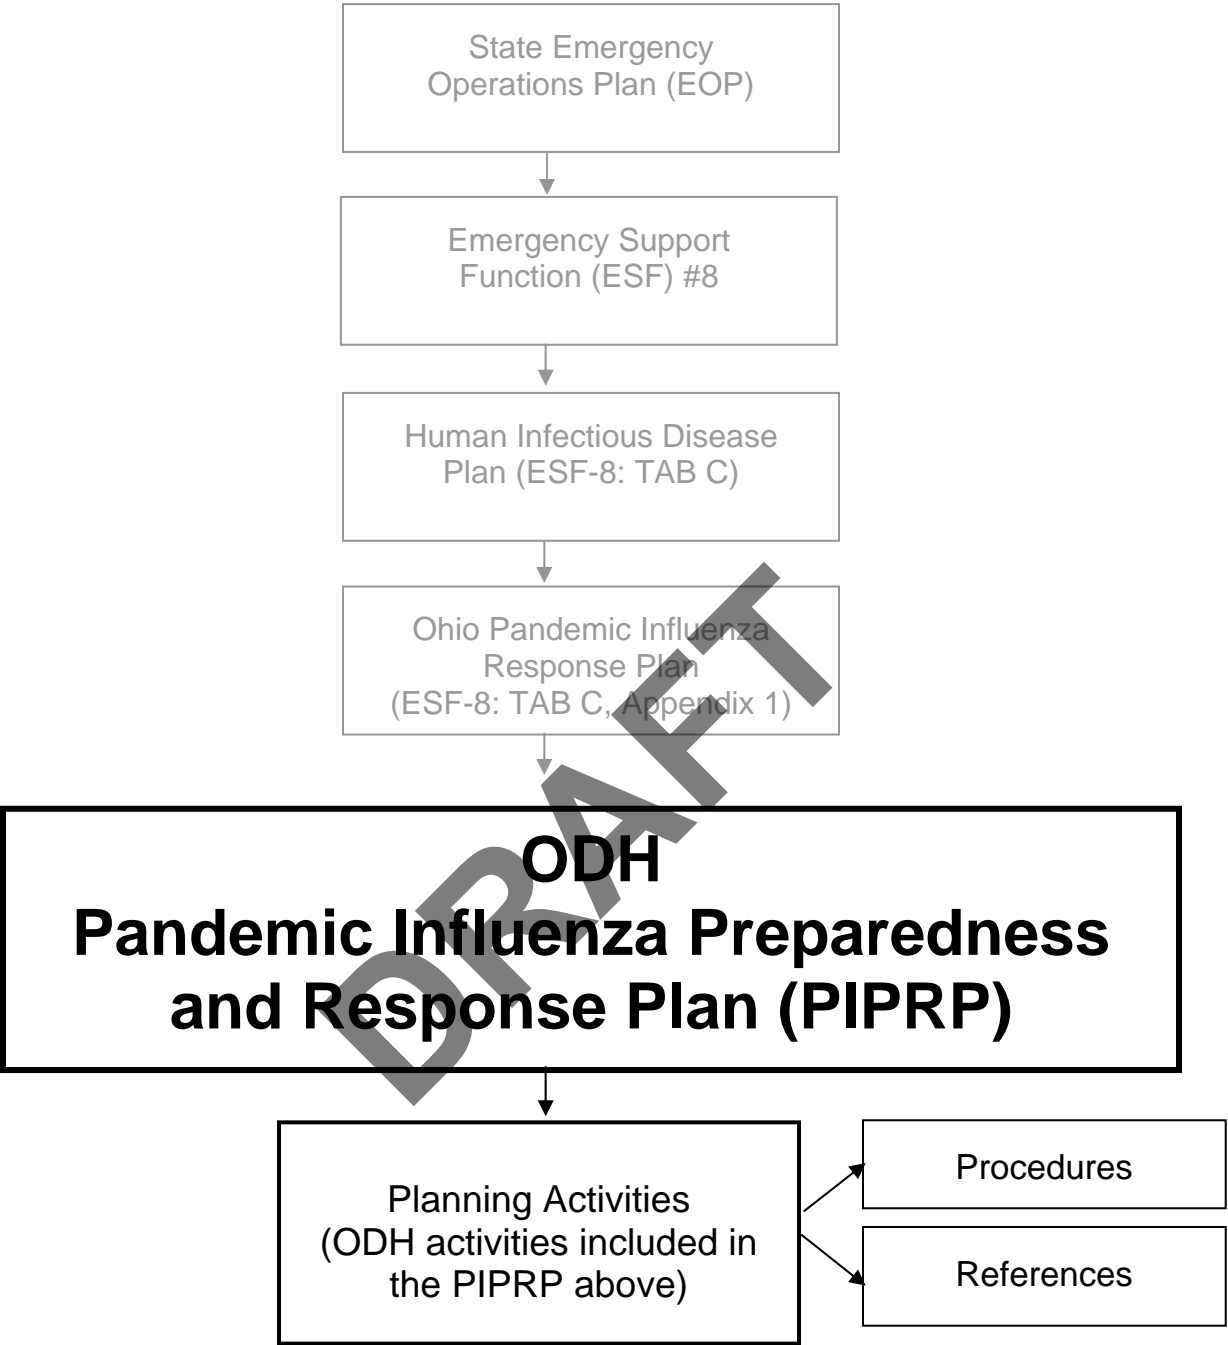 State Emergency
Operations Plan (EOP)
Emergency Support
Function (ESF) #8
Human Infectious Disease
Plan (ESF-8: TAB C)
Ohio Pandemic Influenza
Response Plan
(ESF-8: TAB C, Appendix 1)
DRAFT
ODH
Pandemic Influenza Preparedness
and Response Plan (PIPRP)
Planning Activities
(ODH activities included in
the PIPRP above)
Procedures
References